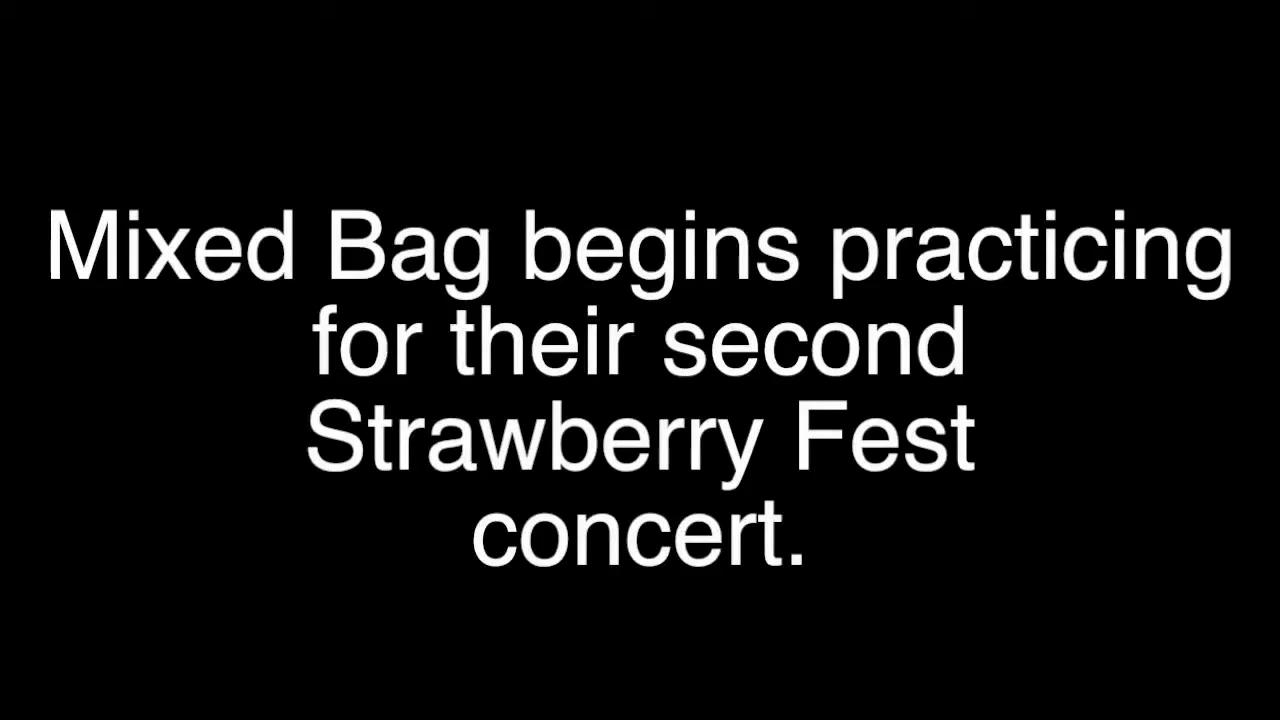 Mixed Bag begins practicing
for their second
Strawberry Fest
concert.